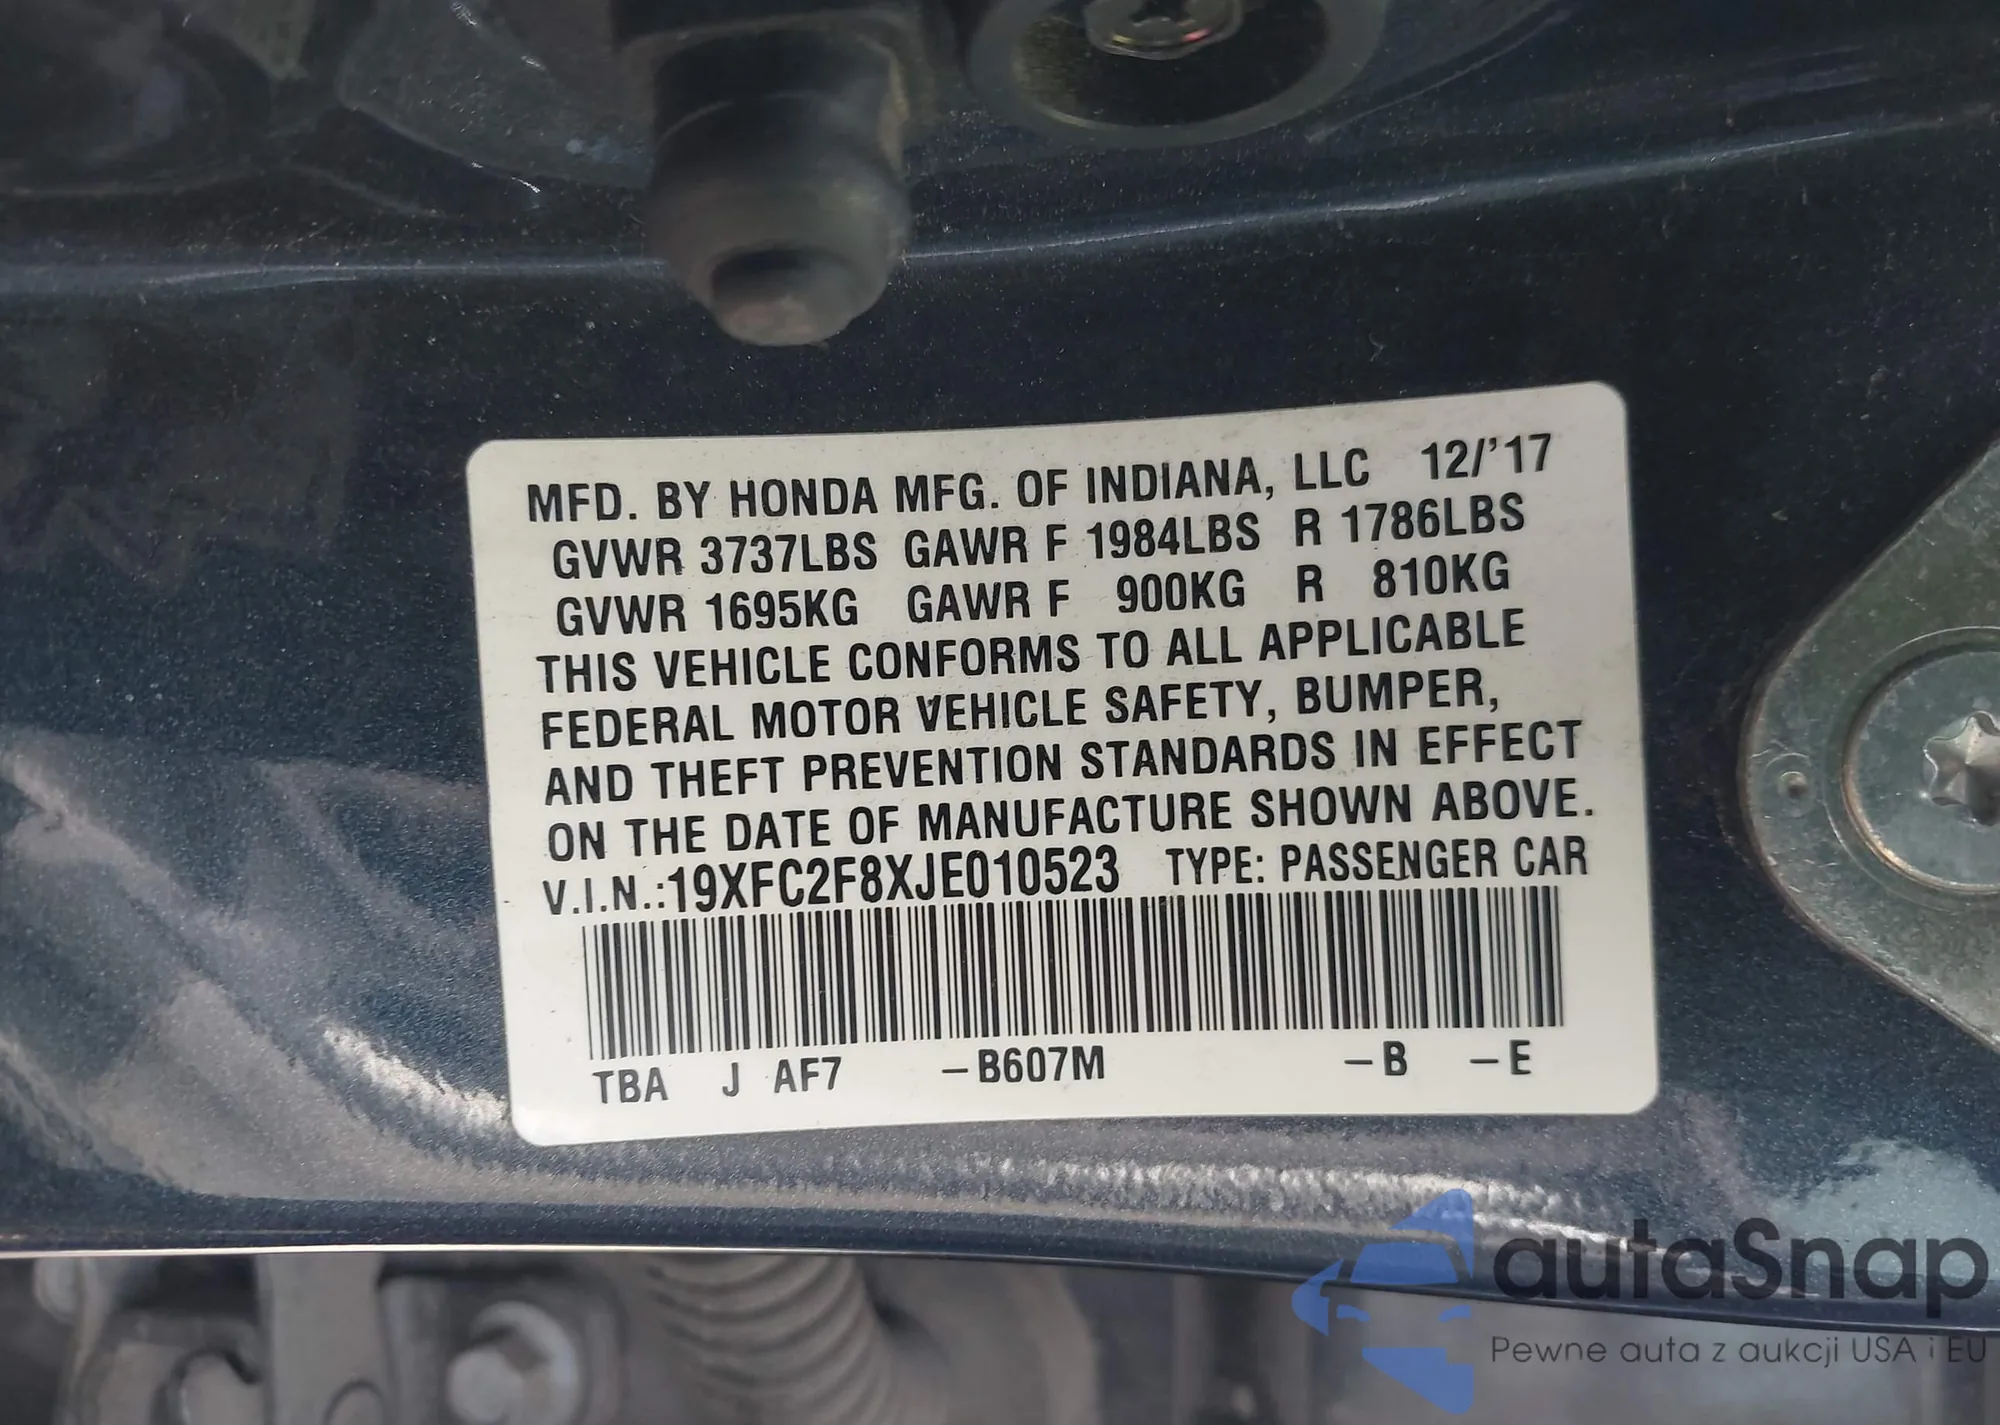 MFD. BY HONDA MFG. OF INDIANA, LLC 12/'17
GVWR 3737LBS GAWR F 1984LBS R 1786LBS
GVWR 1695KG GAWR F 900KG R 810KG
THIS VEHICLE CONFORMS TO ALL APPLICABLE
FEDERAL MOTOR VEHICLE SAFETY, BUMPER,
AND THEFT PREVENTION STANDARDS IN EFFECT
ON THE DATE OF MANUFACTURE SHOWN ABOVE.
V.I.N.:19XFC2F8XJE010523 TYPE: PASSENGER CAR
TBA J AF7 –B607M –B –E
autaSnap
Pewne auta z aukcji USA i EU